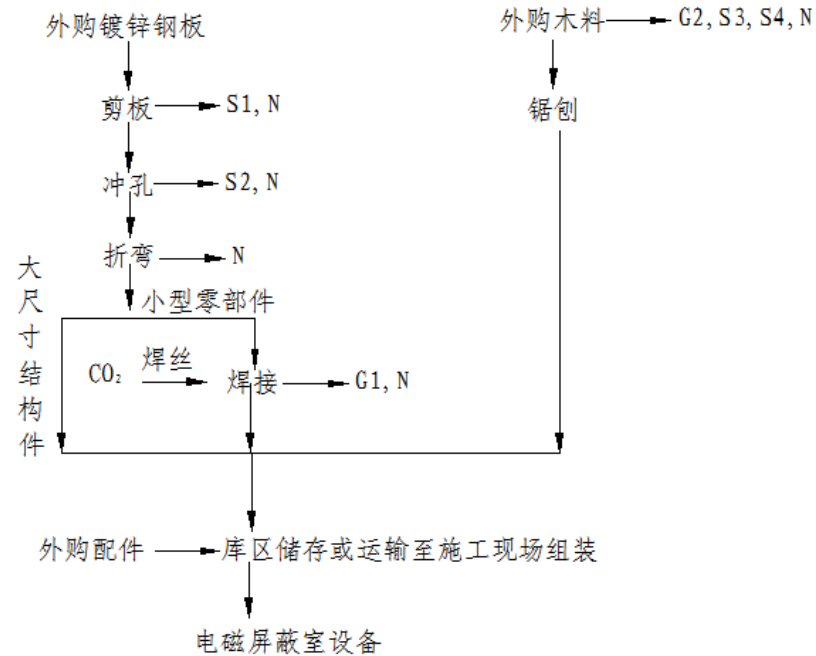 外购镀锌钢板
外购木料 G2, S3, S4, N
剪板 S1, N
锯刨
冲孔 S2, N
折弯 N
大尺寸结构件
小型零部件
CO₂ 焊丝 焊接 G1, N
外购配件 库区储存或运输至施工现场组装
电磁屏蔽室设备